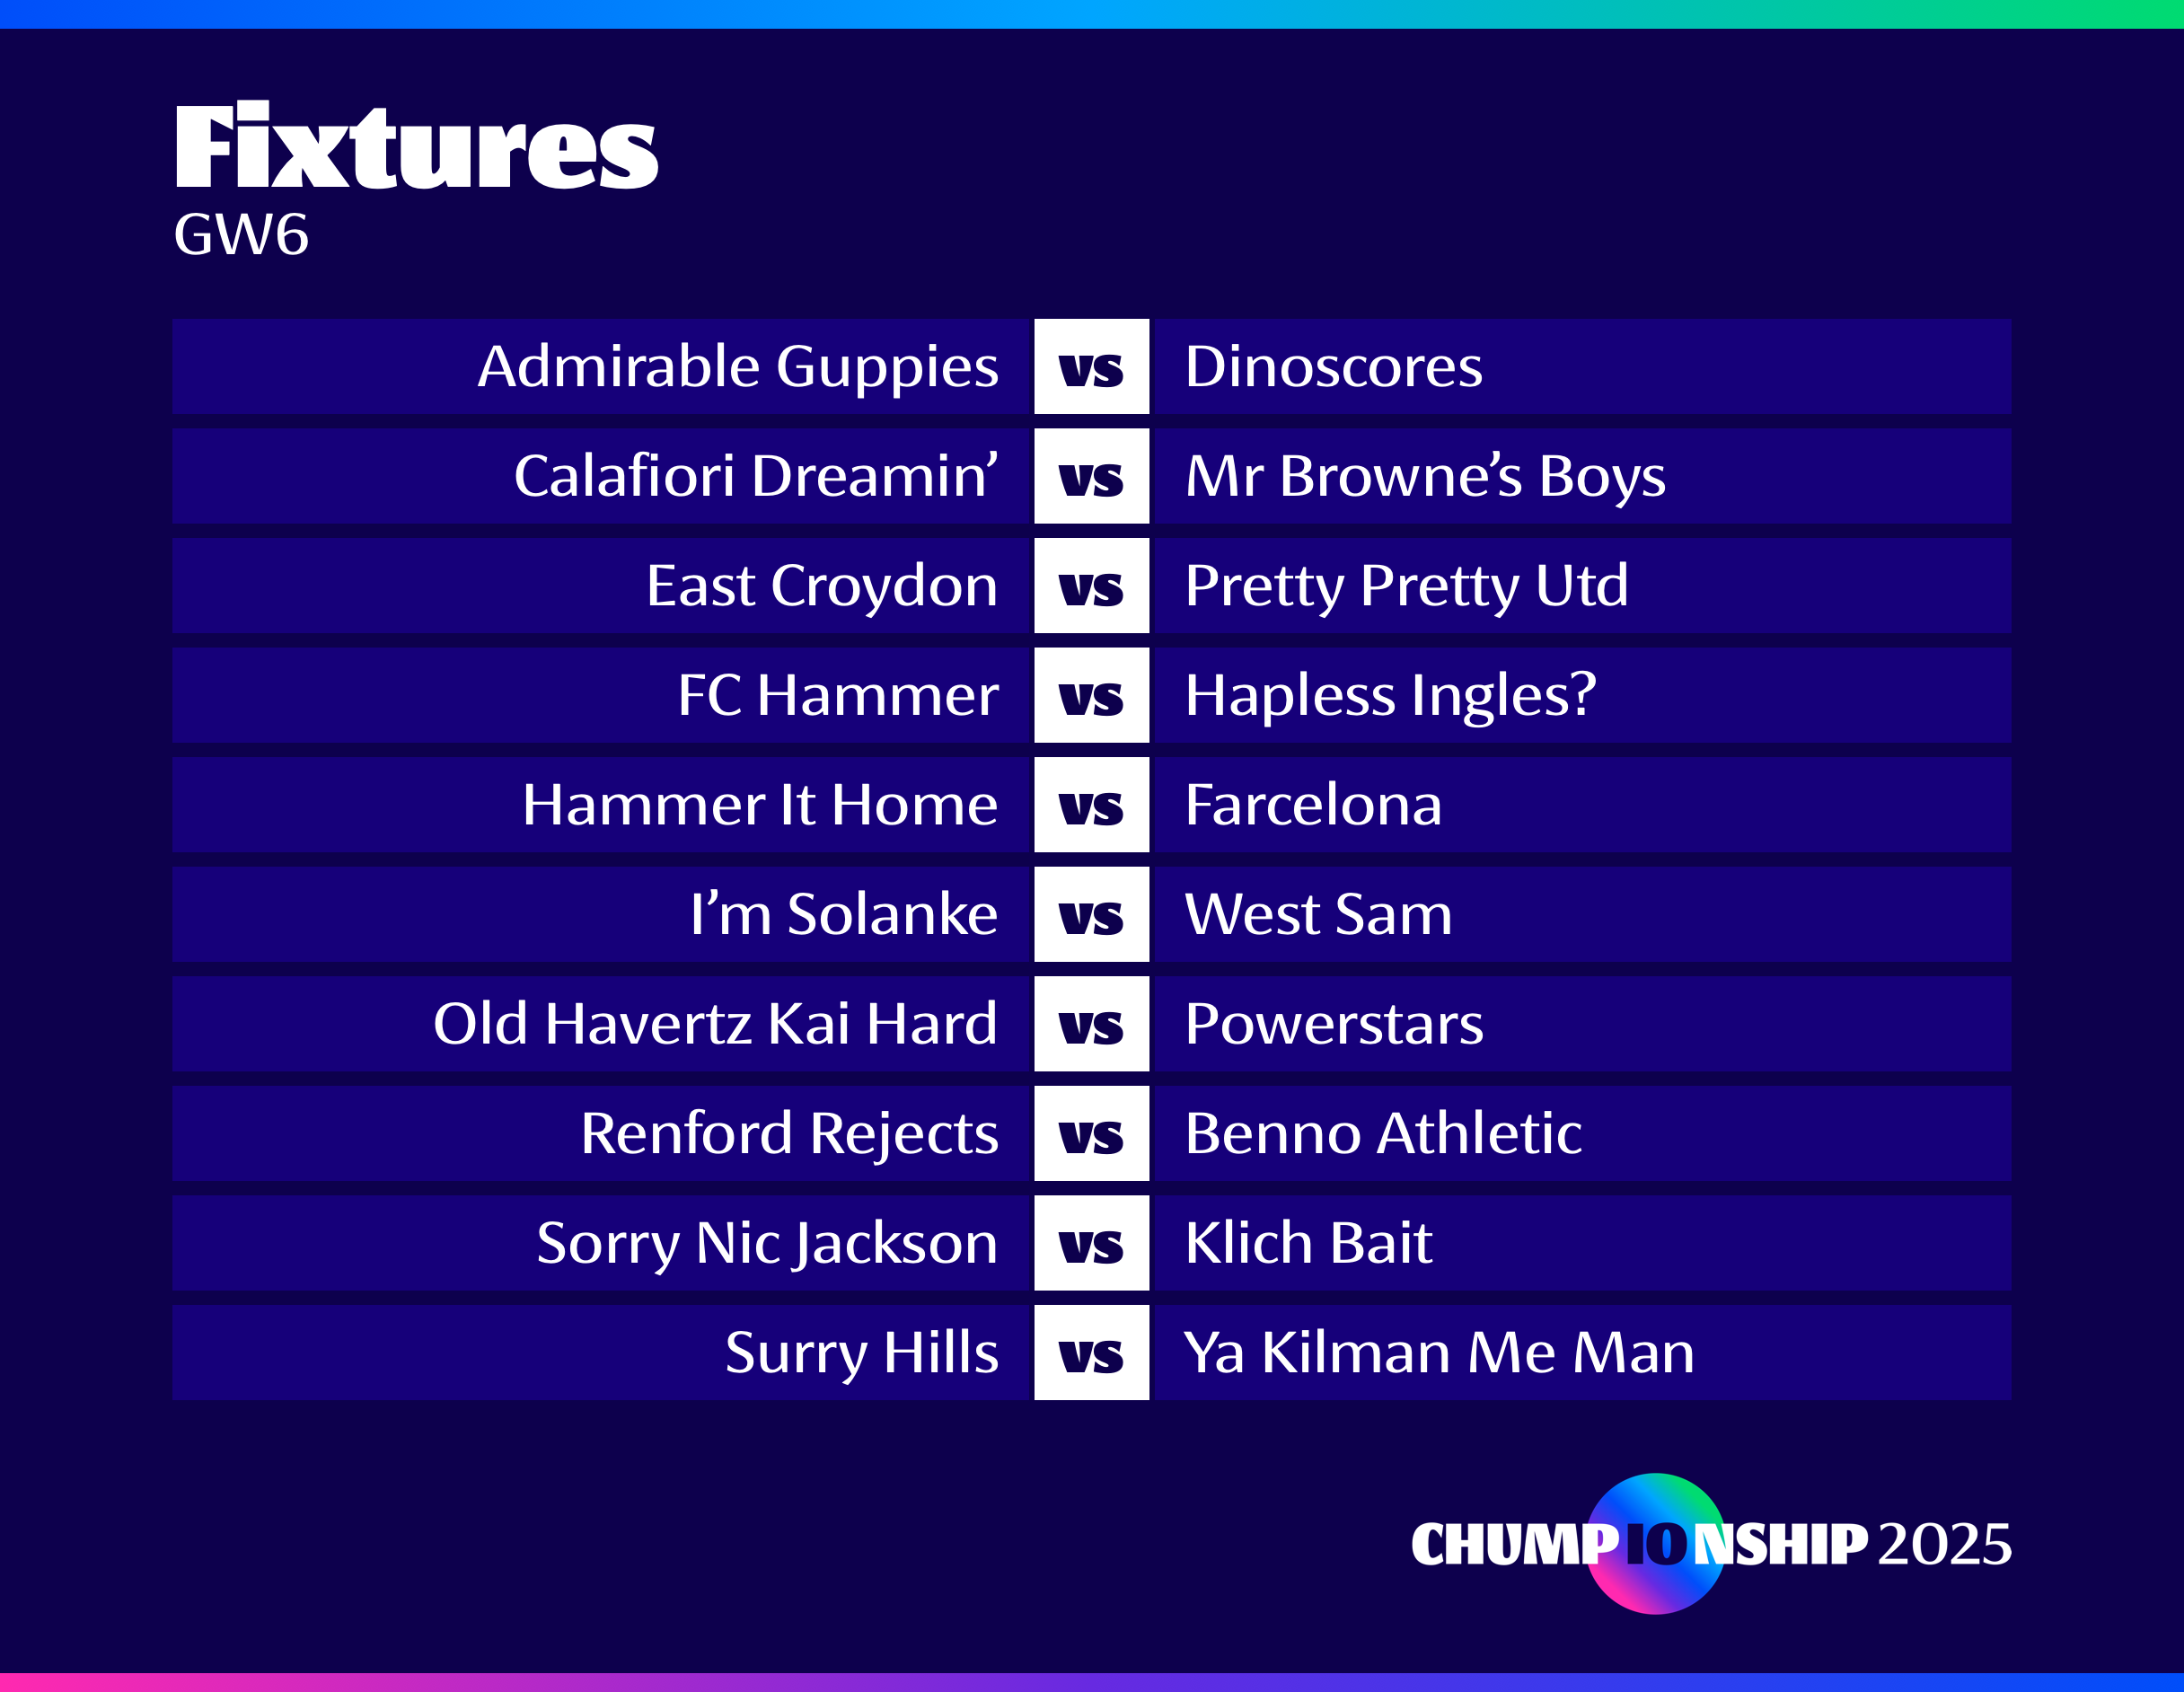 Fixtures
GW6
Admirable Guppies vs Dinoscores
Calafiori Dreamin’ vs Mr Browne’s Boys
East Croydon vs Pretty Pretty Utd
FC Hammer vs Hapless Ingles?
Hammer It Home vs Farcelona
I’m Solanke vs West Sam
Old Havertz Kai Hard vs Powerstars
Renford Rejects vs Benno Athletic
Sorry Nic Jackson vs Klich Bait
Surry Hills vs Ya Kilman Me Man
CHUMPIONSHIP 2025